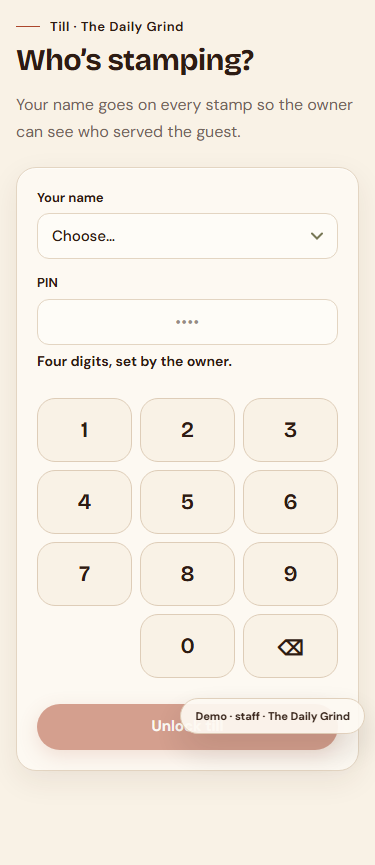 Till · The Daily Grind
Who's stamping?
Your name goes on every stamp so the owner
can see who served the guest.
Your name
Choose...
PIN
••••
Four digits, set by the owner.
1 2 3
4 5 6
7 8 9
0 ⌫
Demo · staff · The Daily Grind